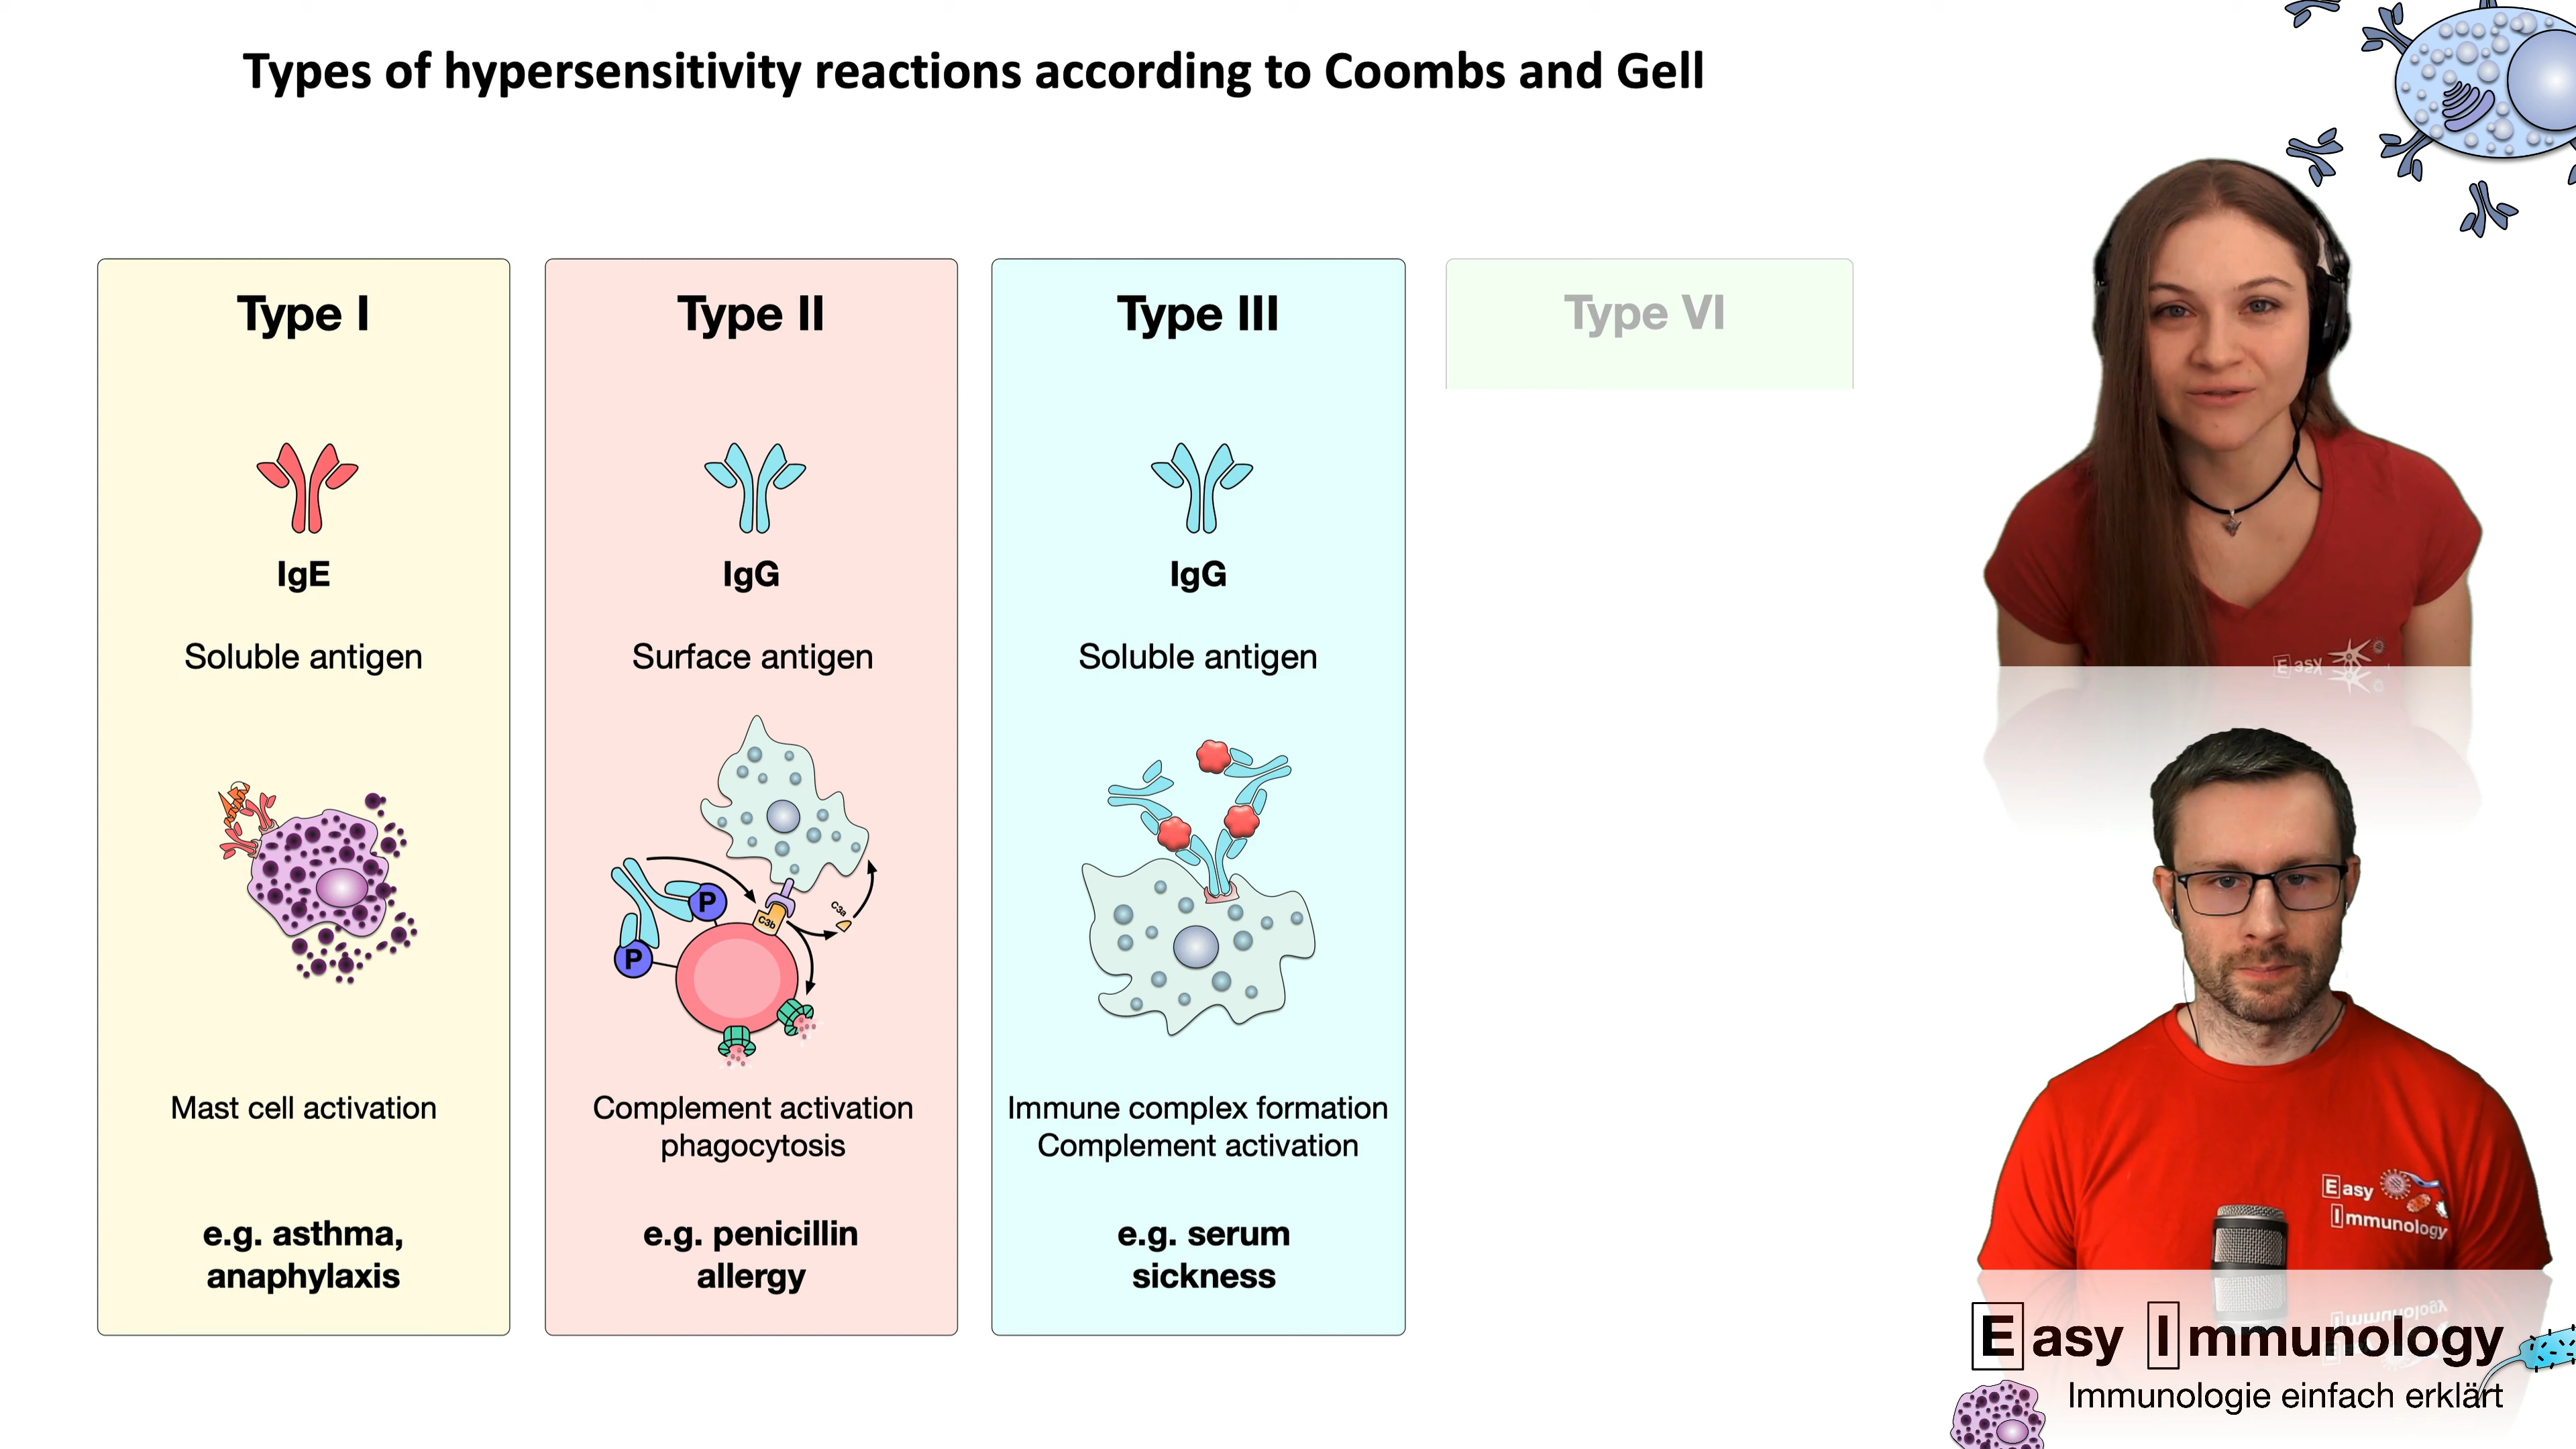 Types of hypersensitivity reactions according to Coombs and Gell
Type I
IgE
Soluble antigen
Mast cell activation
e.g. asthma,
anaphylaxis
Type II
IgG
Surface antigen
P
P
C3b
C3a
Complement activation
phagocytosis
e.g. penicillin
allergy
Type III
IgG
Soluble antigen
Immune complex formation
Complement activation
e.g. serum
sickness
Type VI
Easy
Easy
Immunology
Easy Immunology
Immunologie einfach erklärt